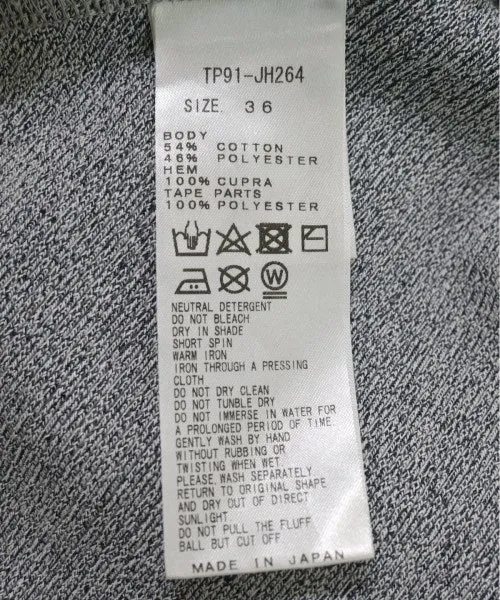 TP91-JH264
SIZE. 36
BODY
54% COTTON
46% POLYESTER
HEM
100% CUPRA
TAPE PARTS
100% POLYESTER
W
NEUTRAL DETERGENT
DO NOT BLEACH
DRY IN SHADE
SHORT SPIN
WARM IRON
IRON THROUGH A PRESSING
CLOTH
DO NOT DRY CLEAN
DO NOT TUNBLE DRY
DO NOT IMMERSE IN WATER FOR
A PROLONGED PERIOD OF TIME.
GENTLY WASH BY HAND
WITHOUT RUBBING OR
TWISTING WHEN WET.
PLEASE WASH SEPARATELY.
RETURN TO ORIGINAL SHAPE
AND DRY OUT OF DIRECT
SUNLIGHT.
DO NOT PULL THE FLUFF
BALL BUT CUT OFF
MADE IN JAPAN